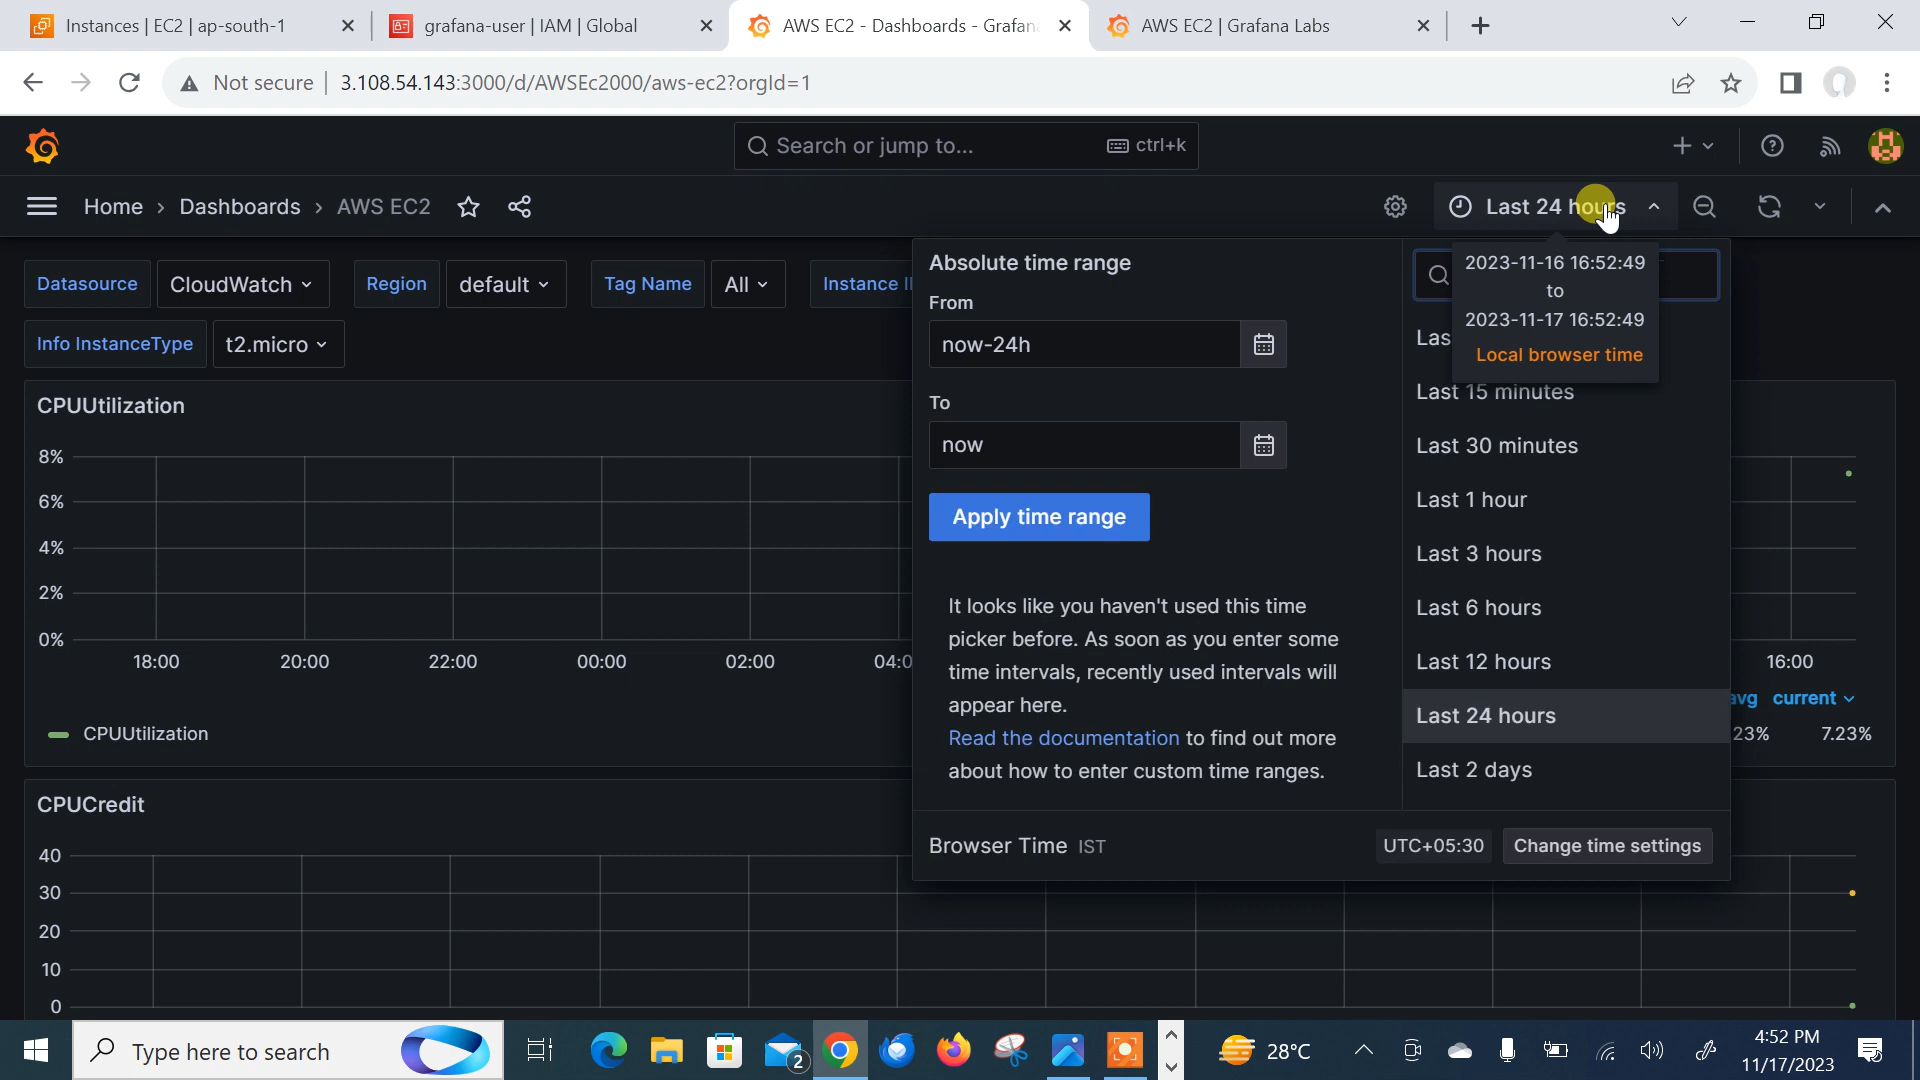 Instances | EC2 | ap-south-1
grafana-user | IAM | Global
AWS EC2 - Dashboards - Grafan
AWS EC2 | Grafana Labs
Not secure
3.108.54.143:3000/d/AWSEc2000/aws-ec2?orgId=1
Search or jump to...
ctrl+k
Home › Dashboards › AWS EC2
Last 24 hours
Datasource
CloudWatch
Region
default
Tag Name
All
Instance
Info InstanceType
t2.micro
Absolute time range
From
now-24h
To
now
Apply time range
It looks like you haven't used this time
picker before. As soon as you enter some
time intervals, recently used intervals will
appear here.
Read the documentation to find out more
about how to enter custom time ranges.
2023-11-16 16:52:49
to
2023-11-17 16:52:49
Local browser time
Las
Last 15 minutes
Last 30 minutes
Last 1 hour
Last 3 hours
Last 6 hours
Last 12 hours
Last 24 hours
Last 2 days
Browser Time IST
UTC+05:30
Change time settings
CPUUtilization
8%
6%
4%
2%
0%
18:00
20:00
22:00
00:00
02:00
04:0
16:00
avg
current
CPUUtilization
23%
7.23%
CPUCredit
40
30
20
10
0
Type here to search
2
28°C
4:52 PM
11/17/2023